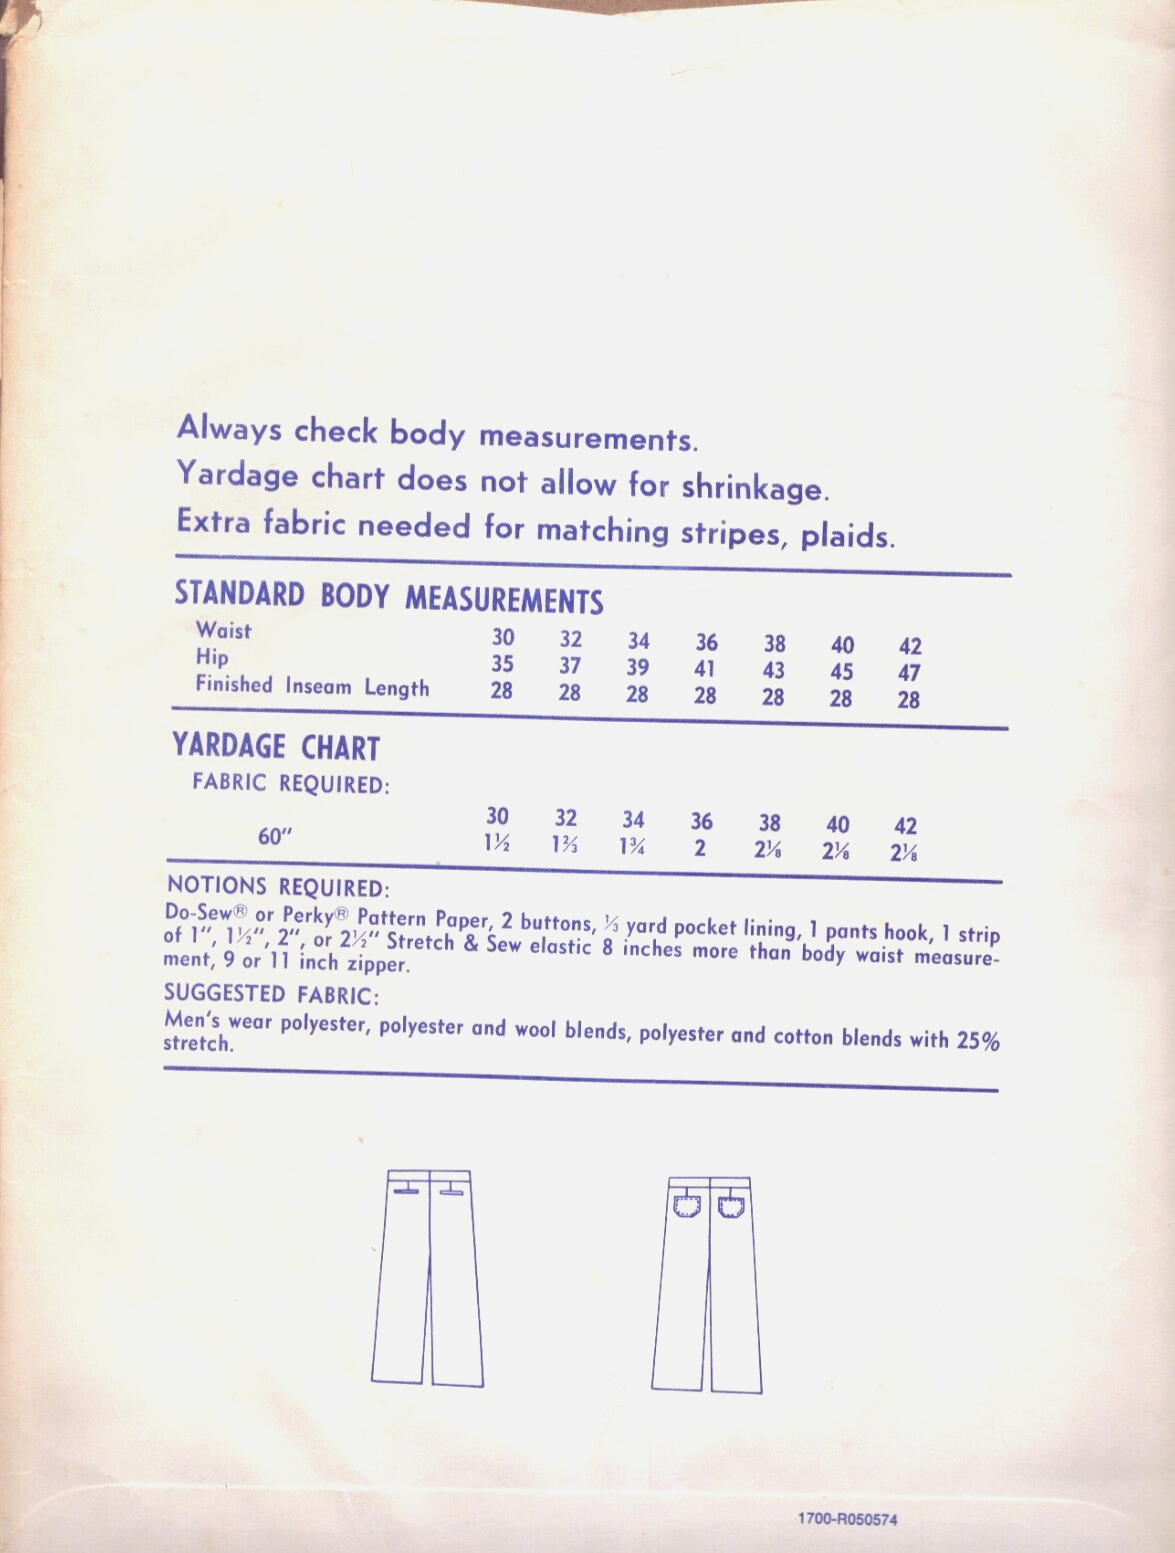 Always check body measurements.
Yardage chart does not allow for shrinkage.
Extra fabric needed for matching stripes, plaids.
STANDARD BODY MEASUREMENTS
Waist 30 32 34 36 38 40 42
Hip 35 37 39 41 43 45 47
Finished Inseam Length 28 28 28 28 28 28 28
YARDAGE CHART
FABRIC REQUIRED:
30 32 34 36 38 40 42
60" 1½ 1⅔ 1¾ 2 2⅛ 2⅛ 2⅛
NOTIONS REQUIRED:
Do-Sew® or Perky® Pattern Paper, 2 buttons, ⅓ yard pocket lining, 1 pants hook, 1 strip
of 1", 1½", 2", or 2½" Stretch & Sew elastic 8 inches more than body waist measure-
ment, 9 or 11 inch zipper.
SUGGESTED FABRIC:
Men's wear polyester, polyester and wool blends, polyester and cotton blends with 25%
stretch.
1700-R050574